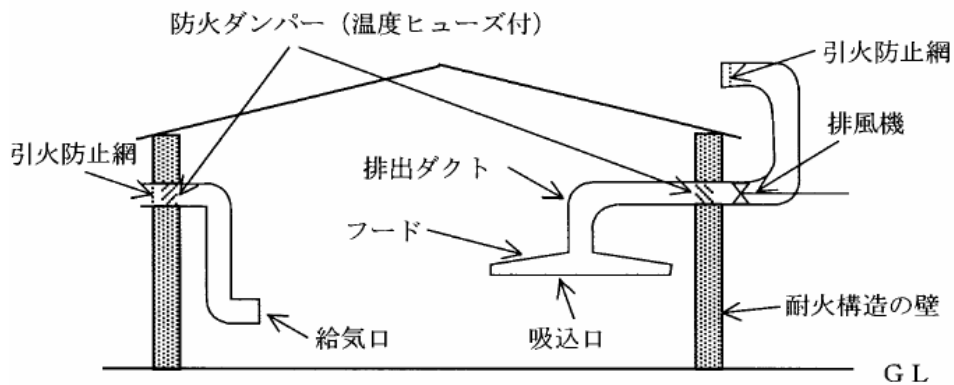 防火ダンパー（温度ヒューズ付）
引火防止網
排風機
引火防止網
排出ダクト
フード
給気口
吸込口
耐火構造の壁
ＧＬ